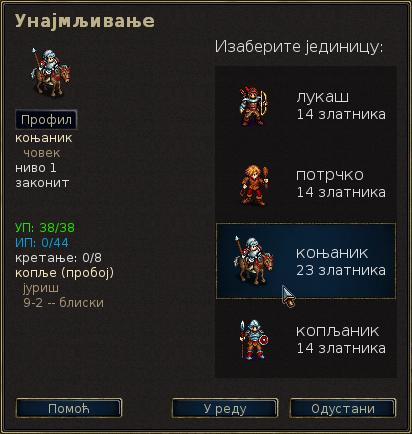 Унајмљивање
Изаберите јединицу:
Профил
коњаник
човек
ниво 1
законит
УП: 38/38
ИП: 0/44
кретање: 0/8
копље (пробој)
јуриш
9-2 -- блиски
лукаш
14 златника
потрчко
14 златника
коњаник
23 златника
копљаник
14 златника
Помоћ
У реду
Одустани